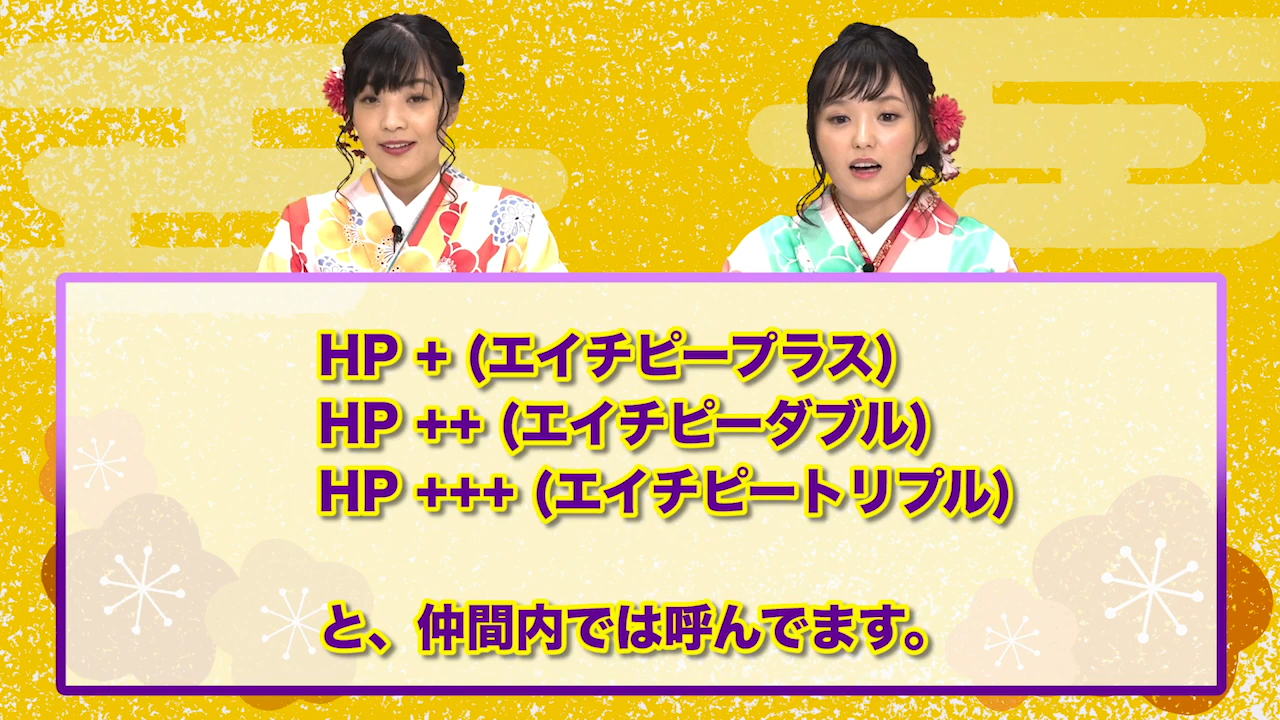 HP + (エイチピープラス)
HP ++ (エイチピーダブル)
HP +++ (エイチピートリプル)
と、仲間内では呼んでます。